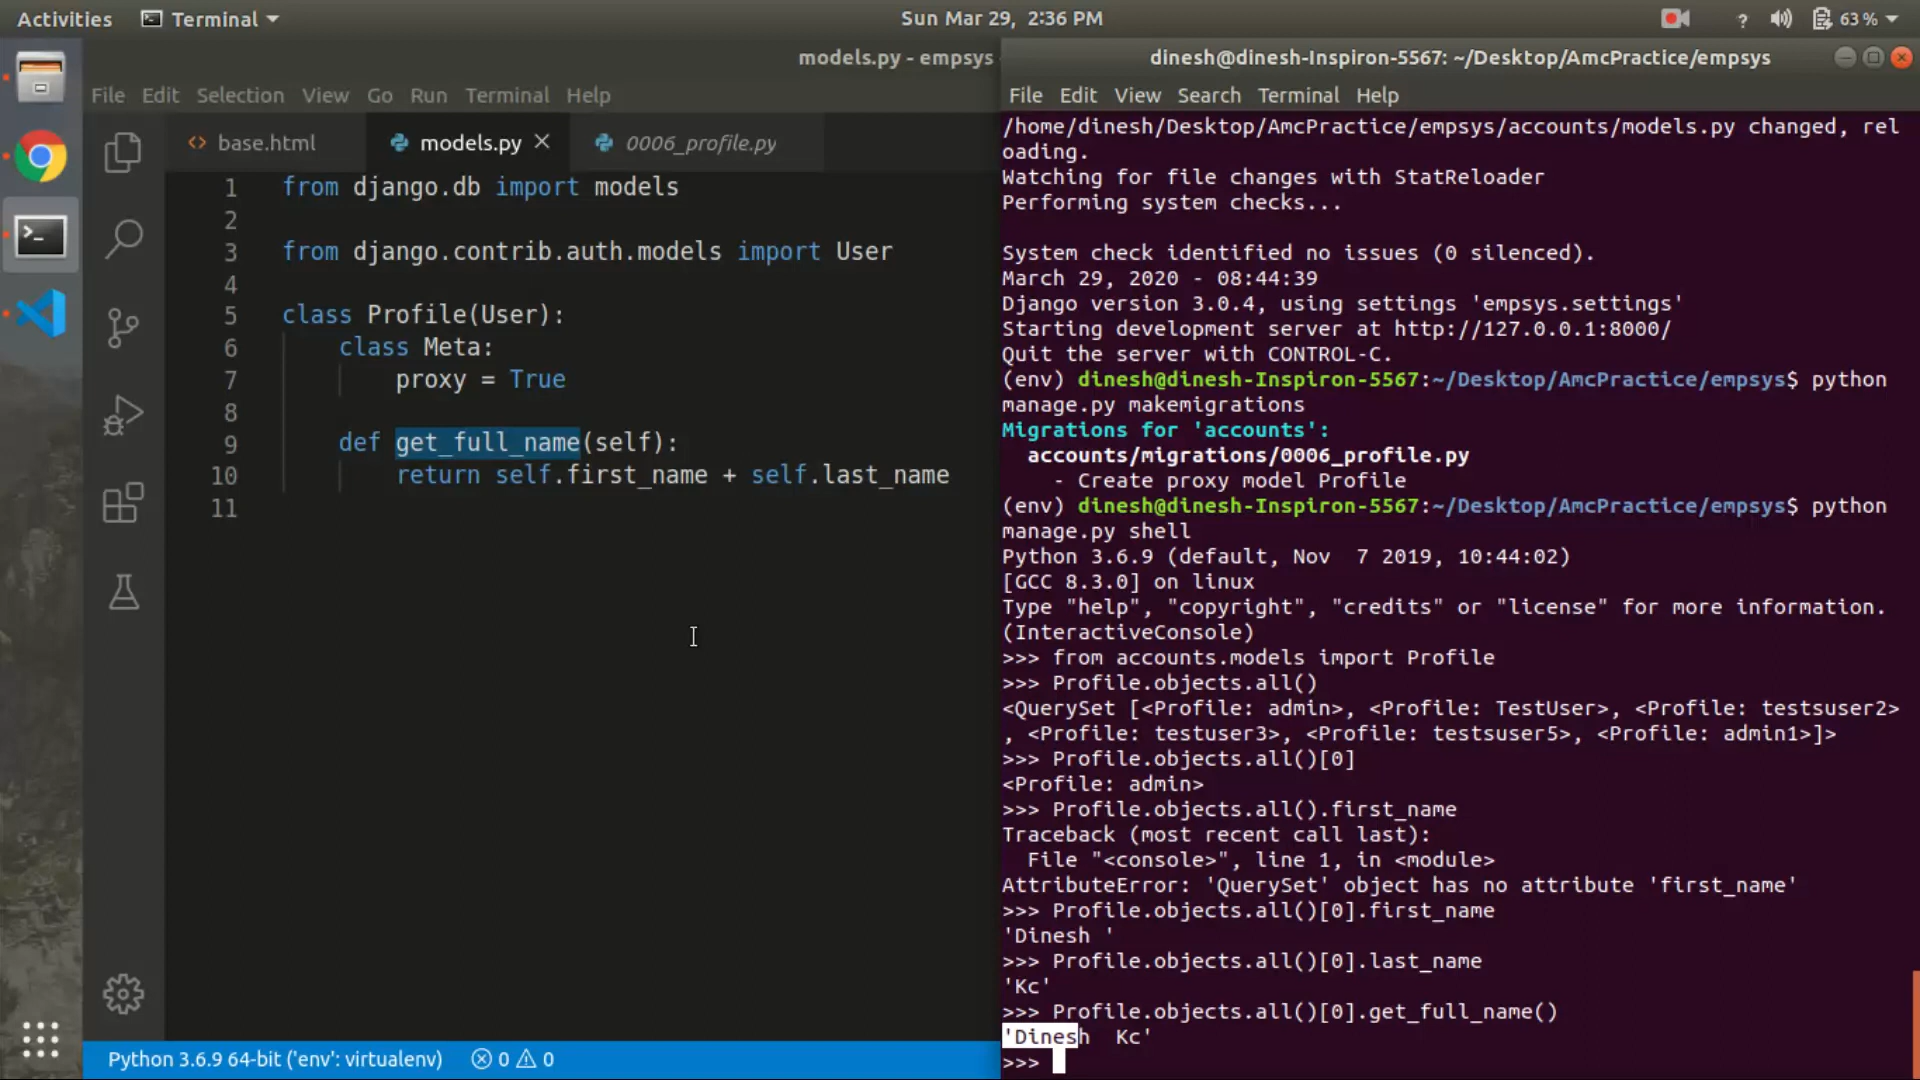 Activities
Terminal
Sun Mar 29, 2:36 PM
?
63 %
models.py - empsys
File Edit Selection View Go Run Terminal Help
<> base.html
models.py
0006_profile.py
1 from django.db import models
2
3 from django.contrib.auth.models import User
4
5 class Profile(User):
6 class Meta:
7 proxy = True
8
9 def get_full_name(self):
10 return self.first_name + self.last_name
11
Python 3.6.9 64-bit ('env': virtualenv) 0 0
dinesh@dinesh-Inspiron-5567: ~/Desktop/AmcPractice/empsys
File Edit View Search Terminal Help
/home/dinesh/Desktop/AmcPractice/empsys/accounts/models.py changed, rel
oading.
Watching for file changes with StatReloader
Performing system checks...
System check identified no issues (0 silenced).
March 29, 2020 - 08:44:39
Django version 3.0.4, using settings 'empsys.settings'
Starting development server at http://127.0.0.1:8000/
Quit the server with CONTROL-C.
(env) dinesh@dinesh-Inspiron-5567:~/Desktop/AmcPractice/empsys$ python
manage.py makemigrations
Migrations for 'accounts':
accounts/migrations/0006_profile.py
- Create proxy model Profile
(env) dinesh@dinesh-Inspiron-5567:~/Desktop/AmcPractice/empsys$ python
manage.py shell
Python 3.6.9 (default, Nov  7 2019, 10:44:02)
[GCC 8.3.0] on linux
Type "help", "copyright", "credits" or "license" for more information.
(InteractiveConsole)
>>> from accounts.models import Profile
>>> Profile.objects.all()
<QuerySet [<Profile: admin>, <Profile: TestUser>, <Profile: testsuser2>
, <Profile: testuser3>, <Profile: testsuser5>, <Profile: admin1>]>
>>> Profile.objects.all()[0]
<Profile: admin>
>>> Profile.objects.all().first_name
Traceback (most recent call last):
File "<console>", line 1, in <module>
AttributeError: 'QuerySet' object has no attribute 'first_name'
>>> Profile.objects.all()[0].first_name
'Dinesh '
>>> Profile.objects.all()[0].last_name
'Kc'
>>> Profile.objects.all()[0].get_full_name()
'Dinesh  Kc'
>>>